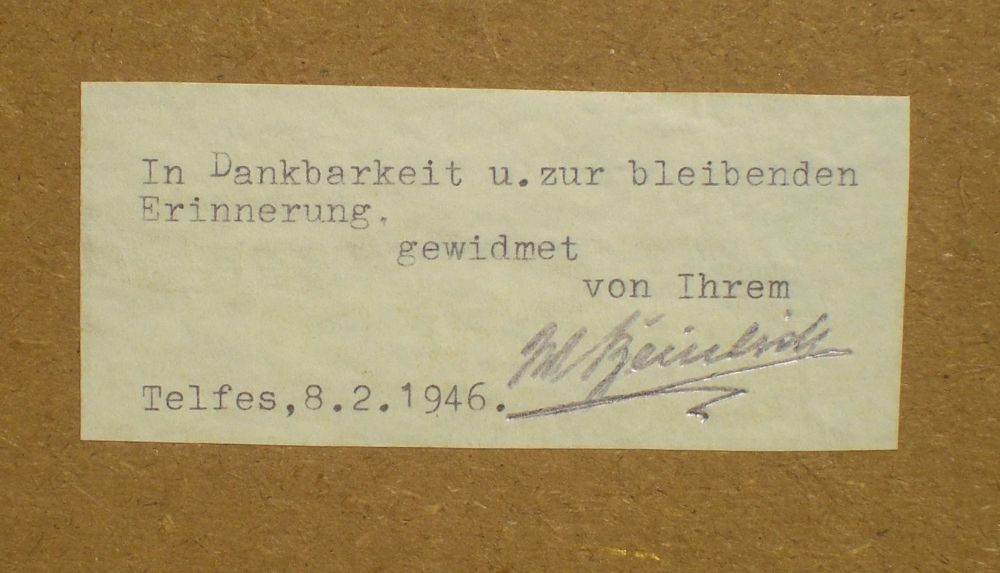 In Dankbarkeit u.zur bleibenden
Erinnerung.
gewidmet
von Ihrem
Telfes,8.2.1946.